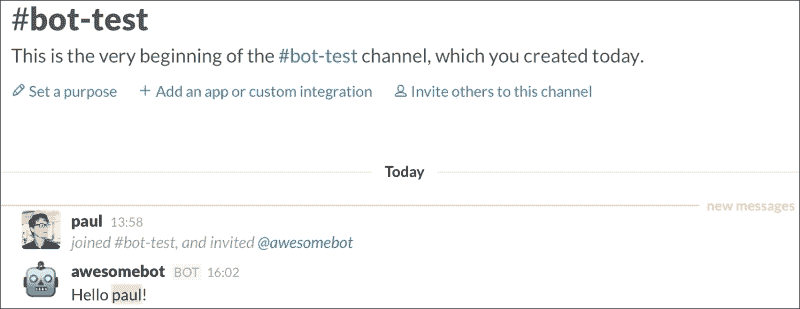 #bot-test
This is the very beginning of the #bot-test channel, which you created today.
Set a purpose + Add an app or custom integration Invite others to this channel
Today
new messages
paul 13:58
joined #bot-test, and invited @awesomebot
awesomebot BOT 16:02
Hello paul!